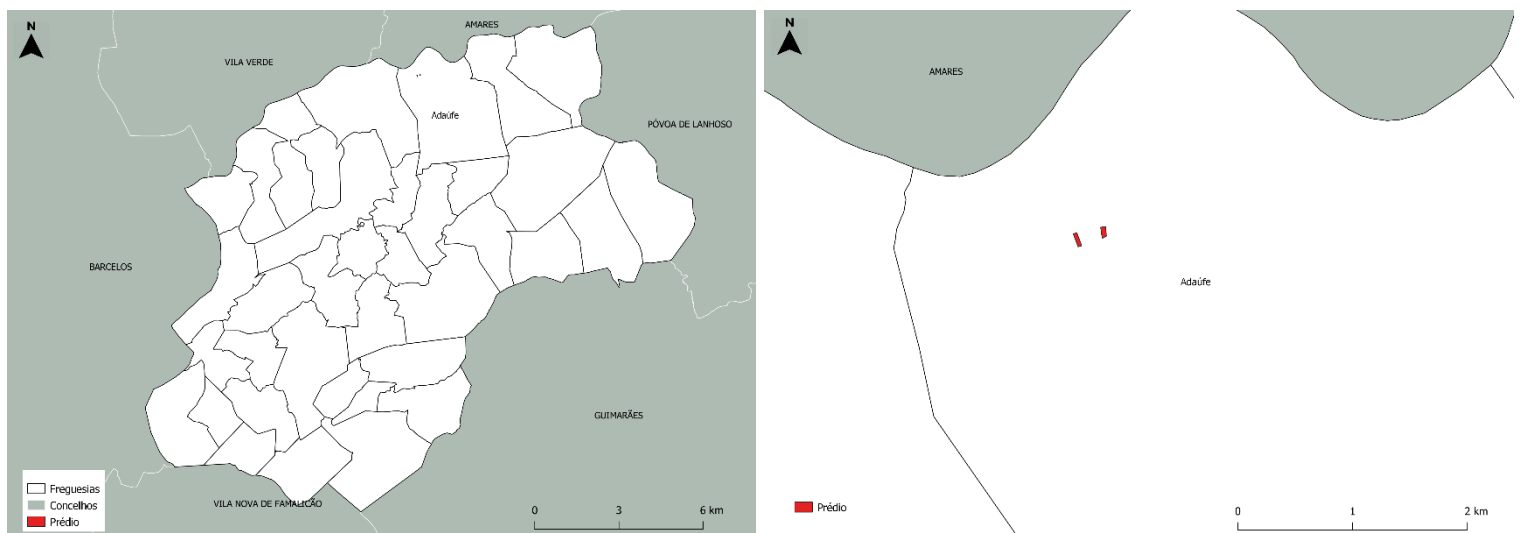 N
AMARES
VILA VERDE
Adaúfe
PÓVOA DE LANHOSO
BARCELOS
GUIMARÃES
Freguesias
Concelhos
Prédio
VILA NOVA DE FAMALICÃO
0 3 6 km
N
AMARES
Adaúfe
Prédio
0 1 2 km